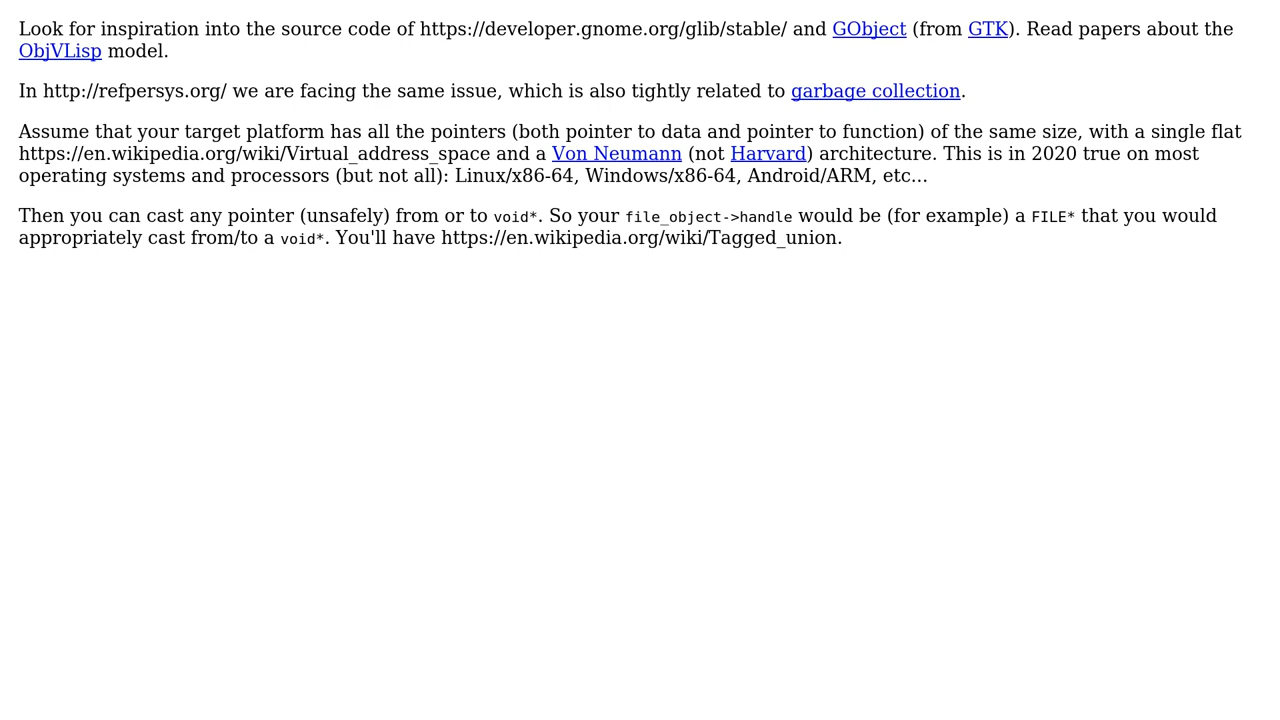 Look for inspiration into the source code of https://developer.gnome.org/glib/stable/ and GObject (from GTK). Read papers about the
ObjVLisp model.
In http://refpersys.org/ we are facing the same issue, which is also tightly related to garbage collection.
Assume that your target platform has all the pointers (both pointer to data and pointer to function) of the same size, with a single flat
https://en.wikipedia.org/wiki/Virtual_address_space and a Von Neumann (not Harvard) architecture. This is in 2020 true on most
operating systems and processors (but not all): Linux/x86-64, Windows/x86-64, Android/ARM, etc...
Then you can cast any pointer (unsafely) from or to void*. So your file_object->handle would be (for example) a FILE* that you would
appropriately cast from/to a void*. You'll have https://en.wikipedia.org/wiki/Tagged_union.